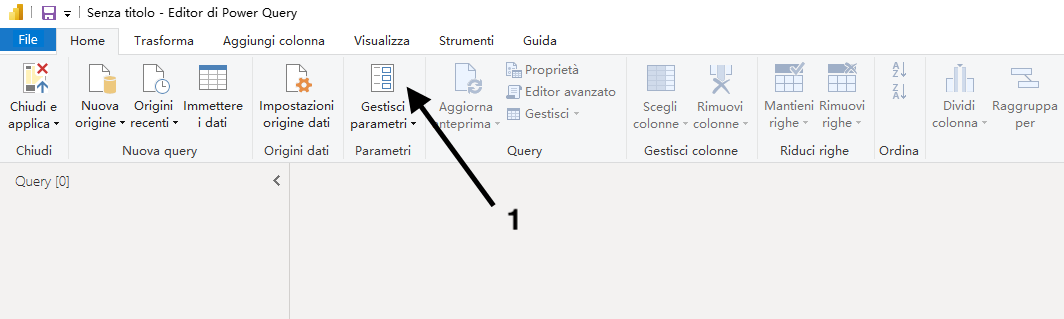 Senza titolo - Editor di Power Query
File Home Trasforma Aggiungi colonna Visualizza Strumenti Guida
Chiudi e
applica
Nuova
origine
Origini
recenti
Immettere
i dati
Impostazioni
origine dati
Gestisci
parametri
Aggiorna
anteprima
Proprietà
Editor avanzato
Gestisci
Scegli
colonne
Rimuovi
colonne
Mantieni
righe
Rimuovi
righe
A
Z
Z
A
Dividi
colonna
Raggruppa
per
Chiudi Nuova query Origini dati Parametri Query Gestisci colonne Riduci righe Ordina
Query [0]
1